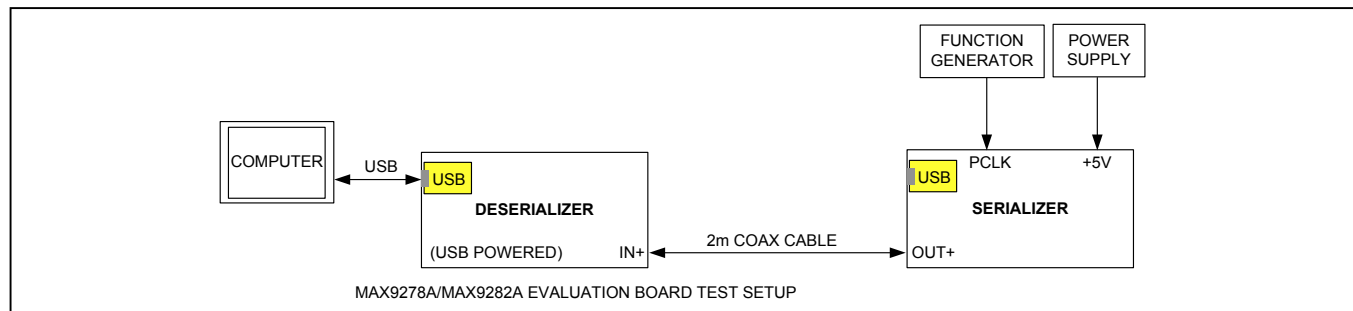 FUNCTION
GENERATOR
POWER
SUPPLY
COMPUTER
USB
USB
DESERIALIZER
(USB POWERED)
IN+
2m COAX CABLE
PCLK
+5V
USB
SERIALIZER
OUT+
MAX9278A/MAX9282A EVALUATION BOARD TEST SETUP